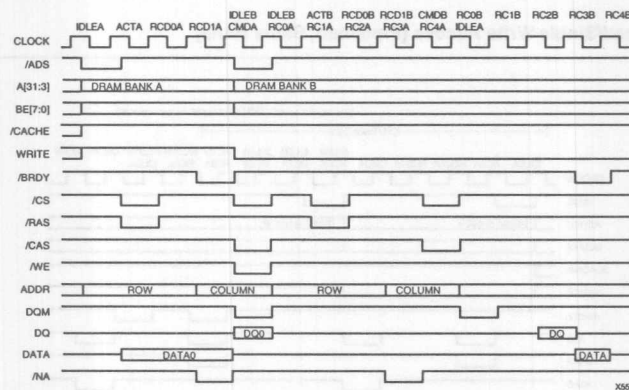 IDLEB IDLEB ACTB RCD0B RCD1B CMDB RC0B RC1B RC2B RC3B RC4B
IDLEA ACTA RCD0A RCD1A CMDA RC0A RC1A RC2A RC3A RC4A IDLEA
CLOCK
/ADS
A[31:3] DRAM BANK A DRAM BANK B
BE[7:0]
/CACHE
WRITE
/BRDY
/CS
/RAS
/CAS
/WE
ADDR ROW COLUMN ROW COLUMN
DQM
DQ DQ0 DQ
DATA DATA0 DATA
/NA